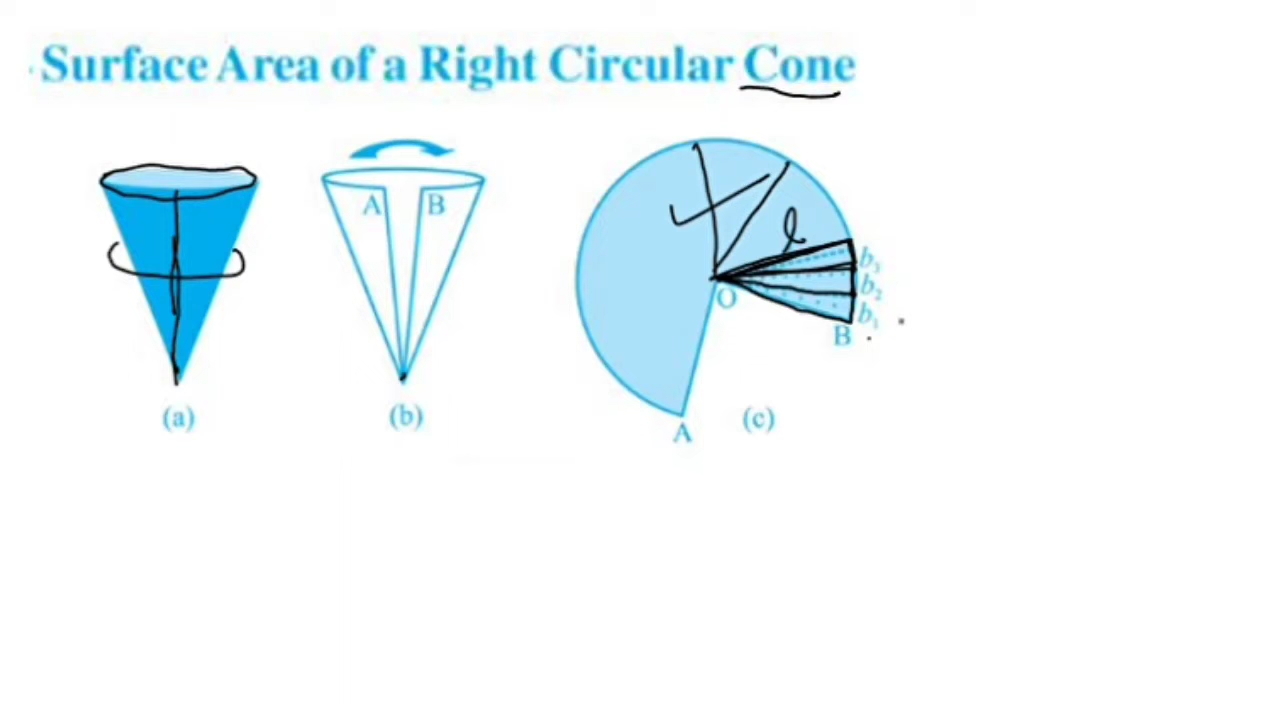 Surface Area of a Right Circular Cone
A B
l
O
b₃
b₂
b₁
B
A
(a) (b) (c)